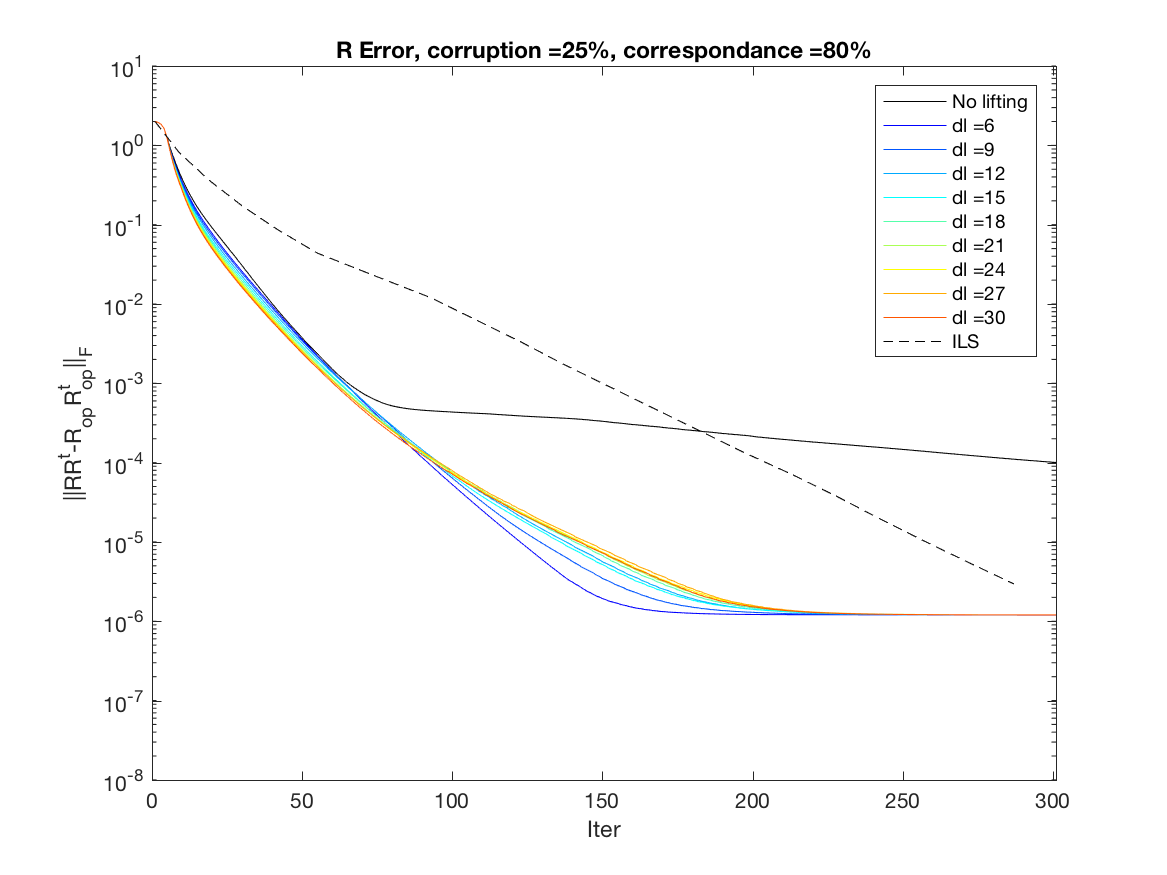 R Error, corruption =25%, correspondance =80%
10^1
10^0
10^-1
10^-2
10^-3
10^-4
10^-5
10^-6
10^-7
10^-8
||RR^t-R_op R^t_op||_F
No lifting
dl =6
dl =9
dl =12
dl =15
dl =18
dl =21
dl =24
dl =27
dl =30
ILS
0 50 100 150 200 250 300
Iter